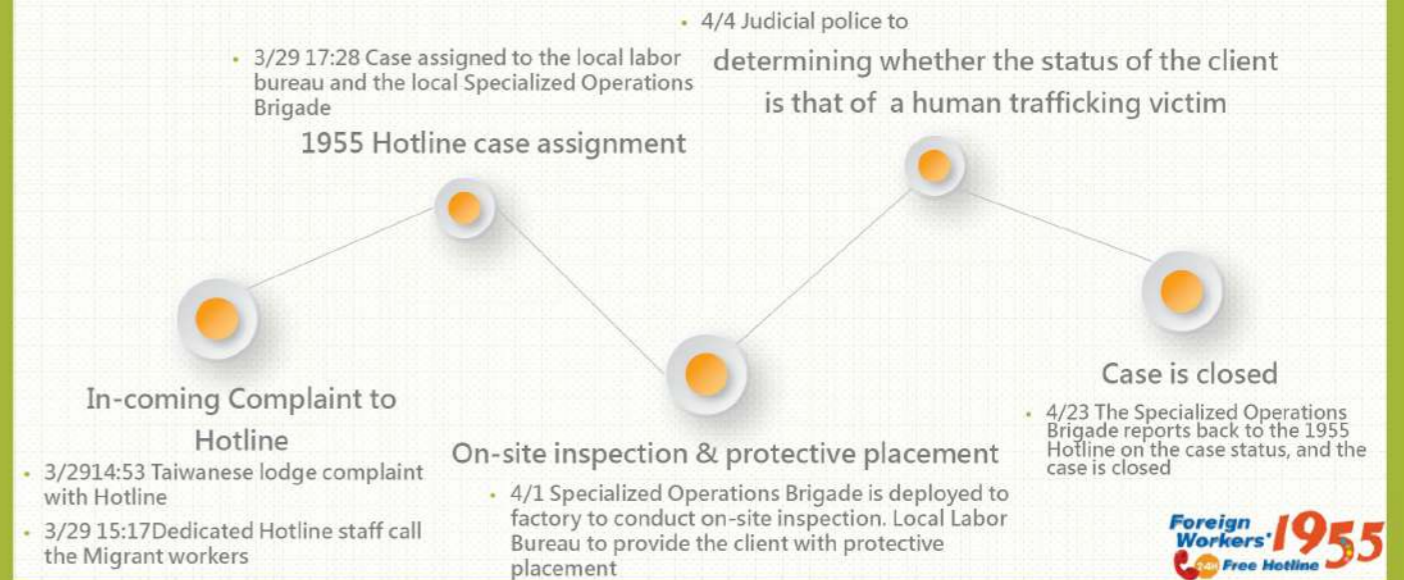 • 4/4 Judicial police to
determining whether the status of the client
is that of a human trafficking victim
• 3/29 17:28 Case assigned to the local labor
bureau and the local Specialized Operations
Brigade
1955 Hotline case assignment
In-coming Complaint to
Hotline
• 3/2914:53 Taiwanese lodge complaint
with Hotline
• 3/29 15:17Dedicated Hotline staff call
the Migrant workers
On-site inspection & protective placement
• 4/1 Specialized Operations Brigade is deployed to
factory to conduct on-site inspection. Local Labor
Bureau to provide the client with protective
placement
Case is closed
• 4/23 The Specialized Operations
Brigade reports back to the 1955
Hotline on the case status, and the
case is closed
Foreign
Workers' 1955
24H Free Hotline